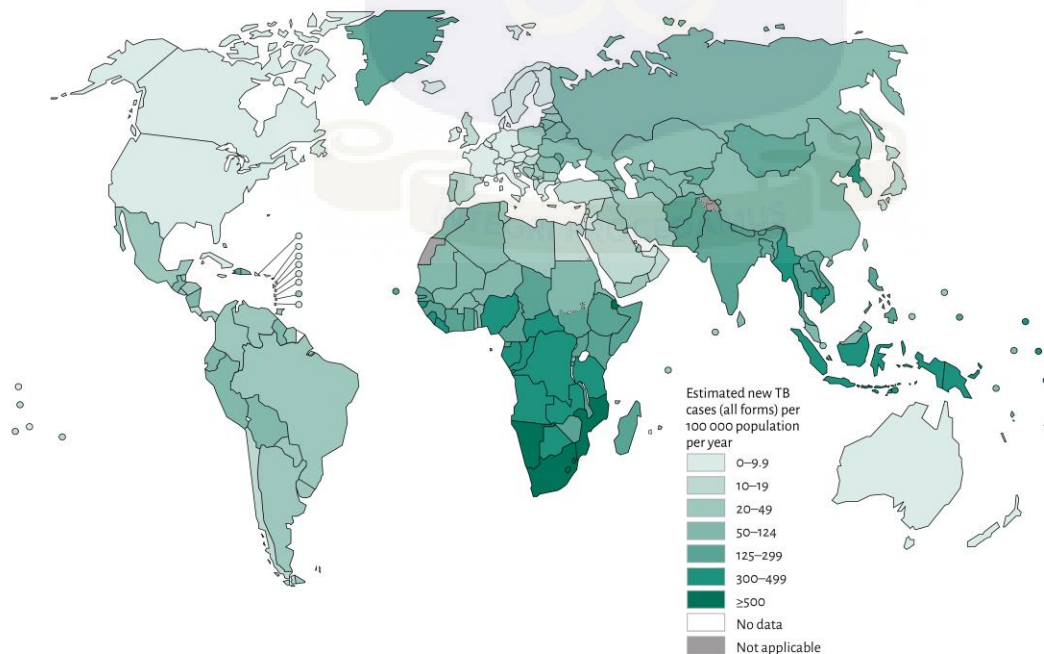 Estimated new TB
cases (all forms) per
100 000 population
per year
0–9.9
10–19
20–49
50–124
125–299
300–499
≥500
No data
Not applicable